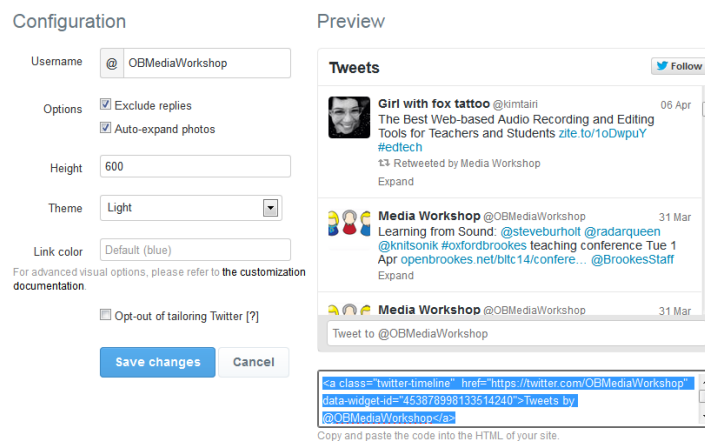 Configuration
Username
@ OBMediaWorkshop
Options
Exclude replies
Auto-expand photos
Height
600
Theme
Light
Link color
Default (blue)
For advanced visual options, please refer to the customization
documentation.
Opt-out of tailoring Twitter [?]
Save changes
Cancel
Preview
Tweets
Follow
Girl with fox tattoo @kimtairi 06 Apr
The Best Web-based Audio Recording and Editing
Tools for Teachers and Students zite.to/1oDwpuY
#edtech
Retweeted by Media Workshop
Expand
Media Workshop @OBMediaWorkshop 31 Mar
Learning from Sound: @steveburholt @radarqueen
@knitsonik #oxfordbrookes teaching conference Tue 1
Apr openbrookes.net/bltc14/confere… @BrookesStaff
Expand
Media Workshop @OBMediaWorkshop 31 Mar
Tweet to @OBMediaWorkshop
<a class="twitter-timeline" href="https://twitter.com/OBMediaWorkshop"
data-widget-id="453878998133514240">Tweets by
@OBMediaWorkshop</a>
Copy and paste the code into the HTML of your site.